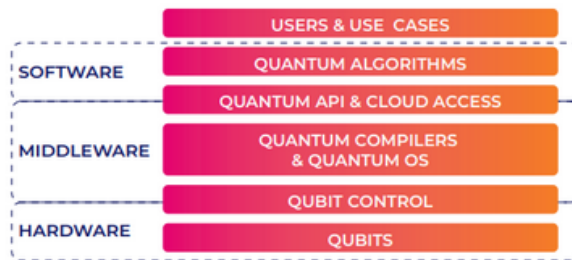 USERS & USE CASES
SOFTWARE
QUANTUM ALGORITHMS
QUANTUM API & CLOUD ACCESS
MIDDLEWARE
QUANTUM COMPILERS
& QUANTUM OS
QUBIT CONTROL
HARDWARE
QUBITS